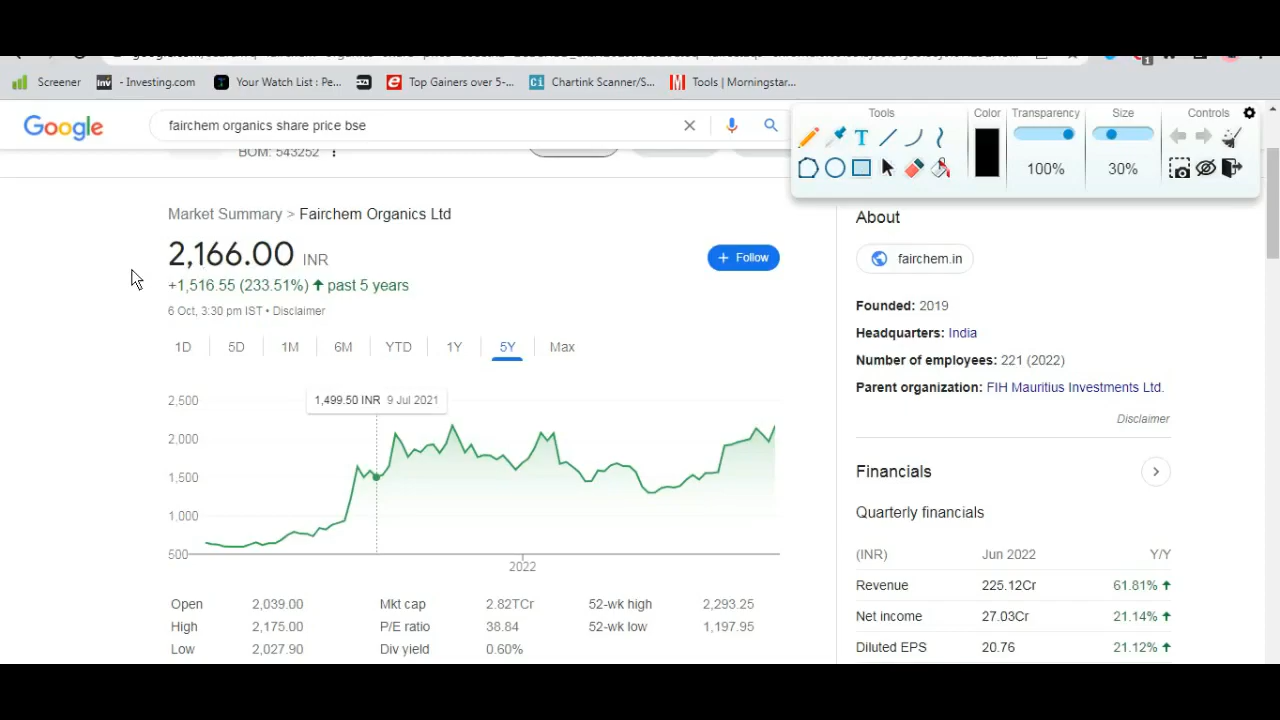 Screener
Inv - Investing.com
Your Watch List : Pe...
Top Gainers over 5-...
Ci Chartink Scanner/S...
M Tools | Morningstar...
Google
fairchem organics share price bse
Tools
Color
Transparency
Size
Controls
100%
30%
BOM: 543252
Market Summary > Fairchem Organics Ltd
2,166.00 INR
+ Follow
+1,516.55 (233.51%) past 5 years
6 Oct, 3:30 pm IST • Disclaimer
1D 5D 1M 6M YTD 1Y 5Y Max
1,499.50 INR 9 Jul 2021
2,500
2,000
1,500
1,000
500
2022
Open 2,039.00 Mkt cap 2.82TCr 52-wk high 2,293.25
High 2,175.00 P/E ratio 38.84 52-wk low 1,197.95
Low 2,027.90 Div yield 0.60%
About
fairchem.in
Founded: 2019
Headquarters: India
Number of employees: 221 (2022)
Parent organization: FIH Mauritius Investments Ltd.
Disclaimer
Financials
Quarterly financials
(INR) Jun 2022 Y/Y
Revenue 225.12Cr 61.81%
Net income 27.03Cr 21.14%
Diluted EPS 20.76 21.12%